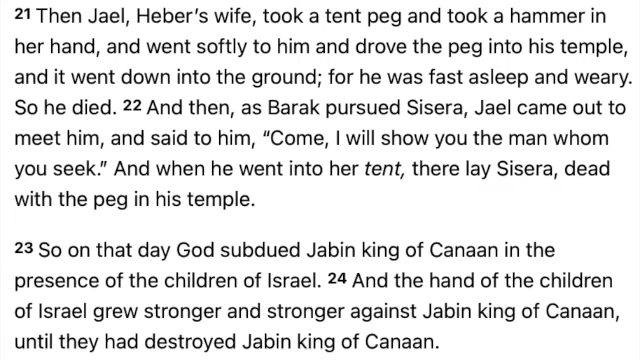 21 Then Jael, Heber’s wife, took a tent peg and took a hammer in
her hand, and went softly to him and drove the peg into his temple,
and it went down into the ground; for he was fast asleep and weary.
So he died. 22 And then, as Barak pursued Sisera, Jael came out to
meet him, and said to him, “Come, I will show you the man whom
you seek.” And when he went into her tent, there lay Sisera, dead
with the peg in his temple.
23 So on that day God subdued Jabin king of Canaan in the
presence of the children of Israel. 24 And the hand of the children
of Israel grew stronger and stronger against Jabin king of Canaan,
until they had destroyed Jabin king of Canaan.